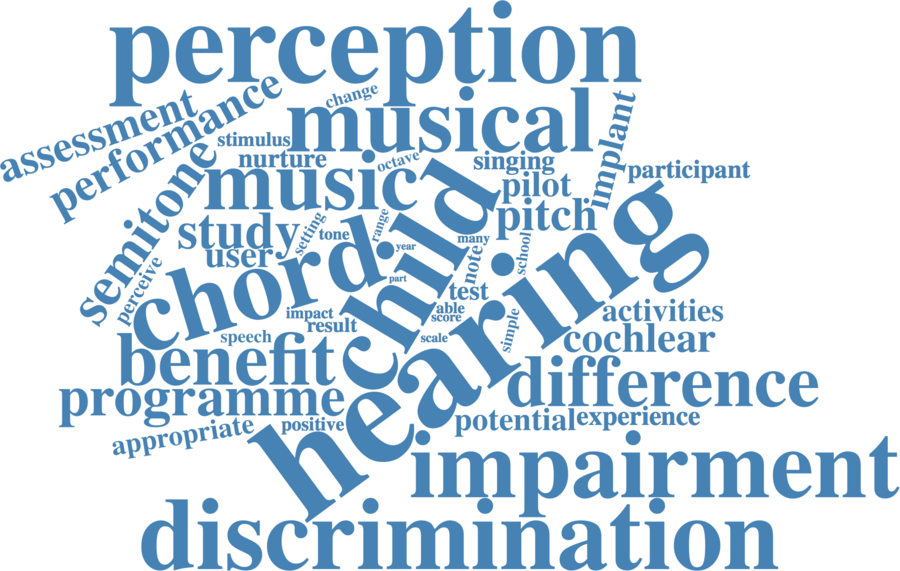 perception
change
musical
assessment
performance
stimulus
implant
nurture
octave
singing
participant
music
pilot
semitone
child
pitch
study
setting
tone
range
year
many
note
school
user
perceive
chord
part
hearing
test
able
score
impact
result
activities
speech
scale
simple
cochlear
benefit
difference
programme
appropriate
positive
potential
experience
impairment
discrimination